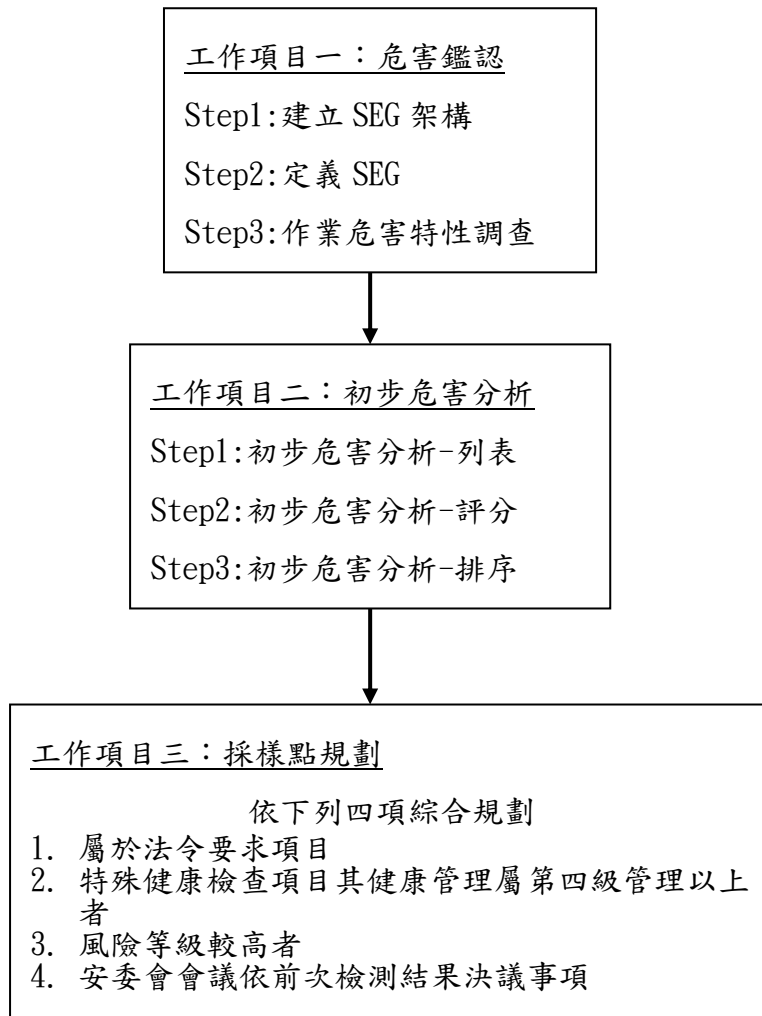 工作項目一：危害鑑認
Step1:建立 SEG 架構
Step2:定義 SEG
Step3:作業危害特性調查
工作項目二：初步危害分析
Step1:初步危害分析-列表
Step2:初步危害分析-評分
Step3:初步危害分析-排序
工作項目三：採樣點規劃
依下列四項綜合規劃
1. 屬於法令要求項目
2. 特殊健康檢查項目其健康管理屬第四級管理以上
者
3. 風險等級較高者
4. 安委會會議依前次檢測結果決議事項